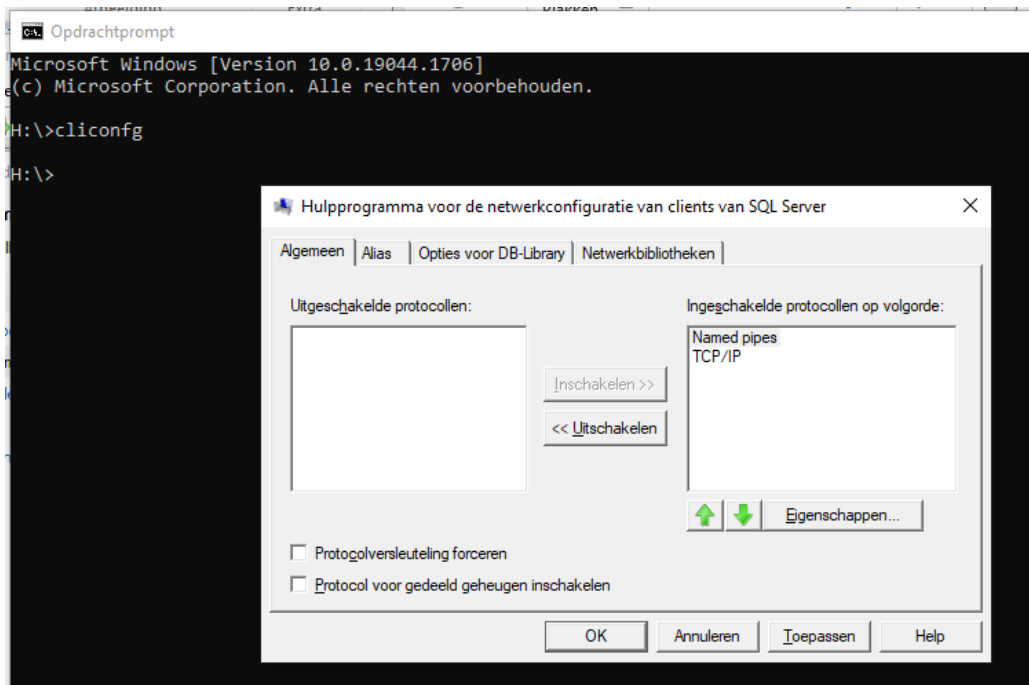 Opdrachtprompt
Microsoft Windows [Version 10.0.19044.1706]
(c) Microsoft Corporation. Alle rechten voorbehouden.
H:\>cliconfg
H:\>
Hulpprogramma voor de netwerkconfiguratie van clients van SQL Server
Algemeen Alias Opties voor DB-Library Netwerkbibliotheken
Uitgeschakelde protocollen: Ingeschakelde protocollen op volgorde:
Named pipes
TCP/IP
Inschakelen >>
<< Uitschakelen
Eigenschappen...
Protocolversleuteling forceren
Protocol voor gedeeld geheugen inschakelen
OK Annuleren Toepassen Help